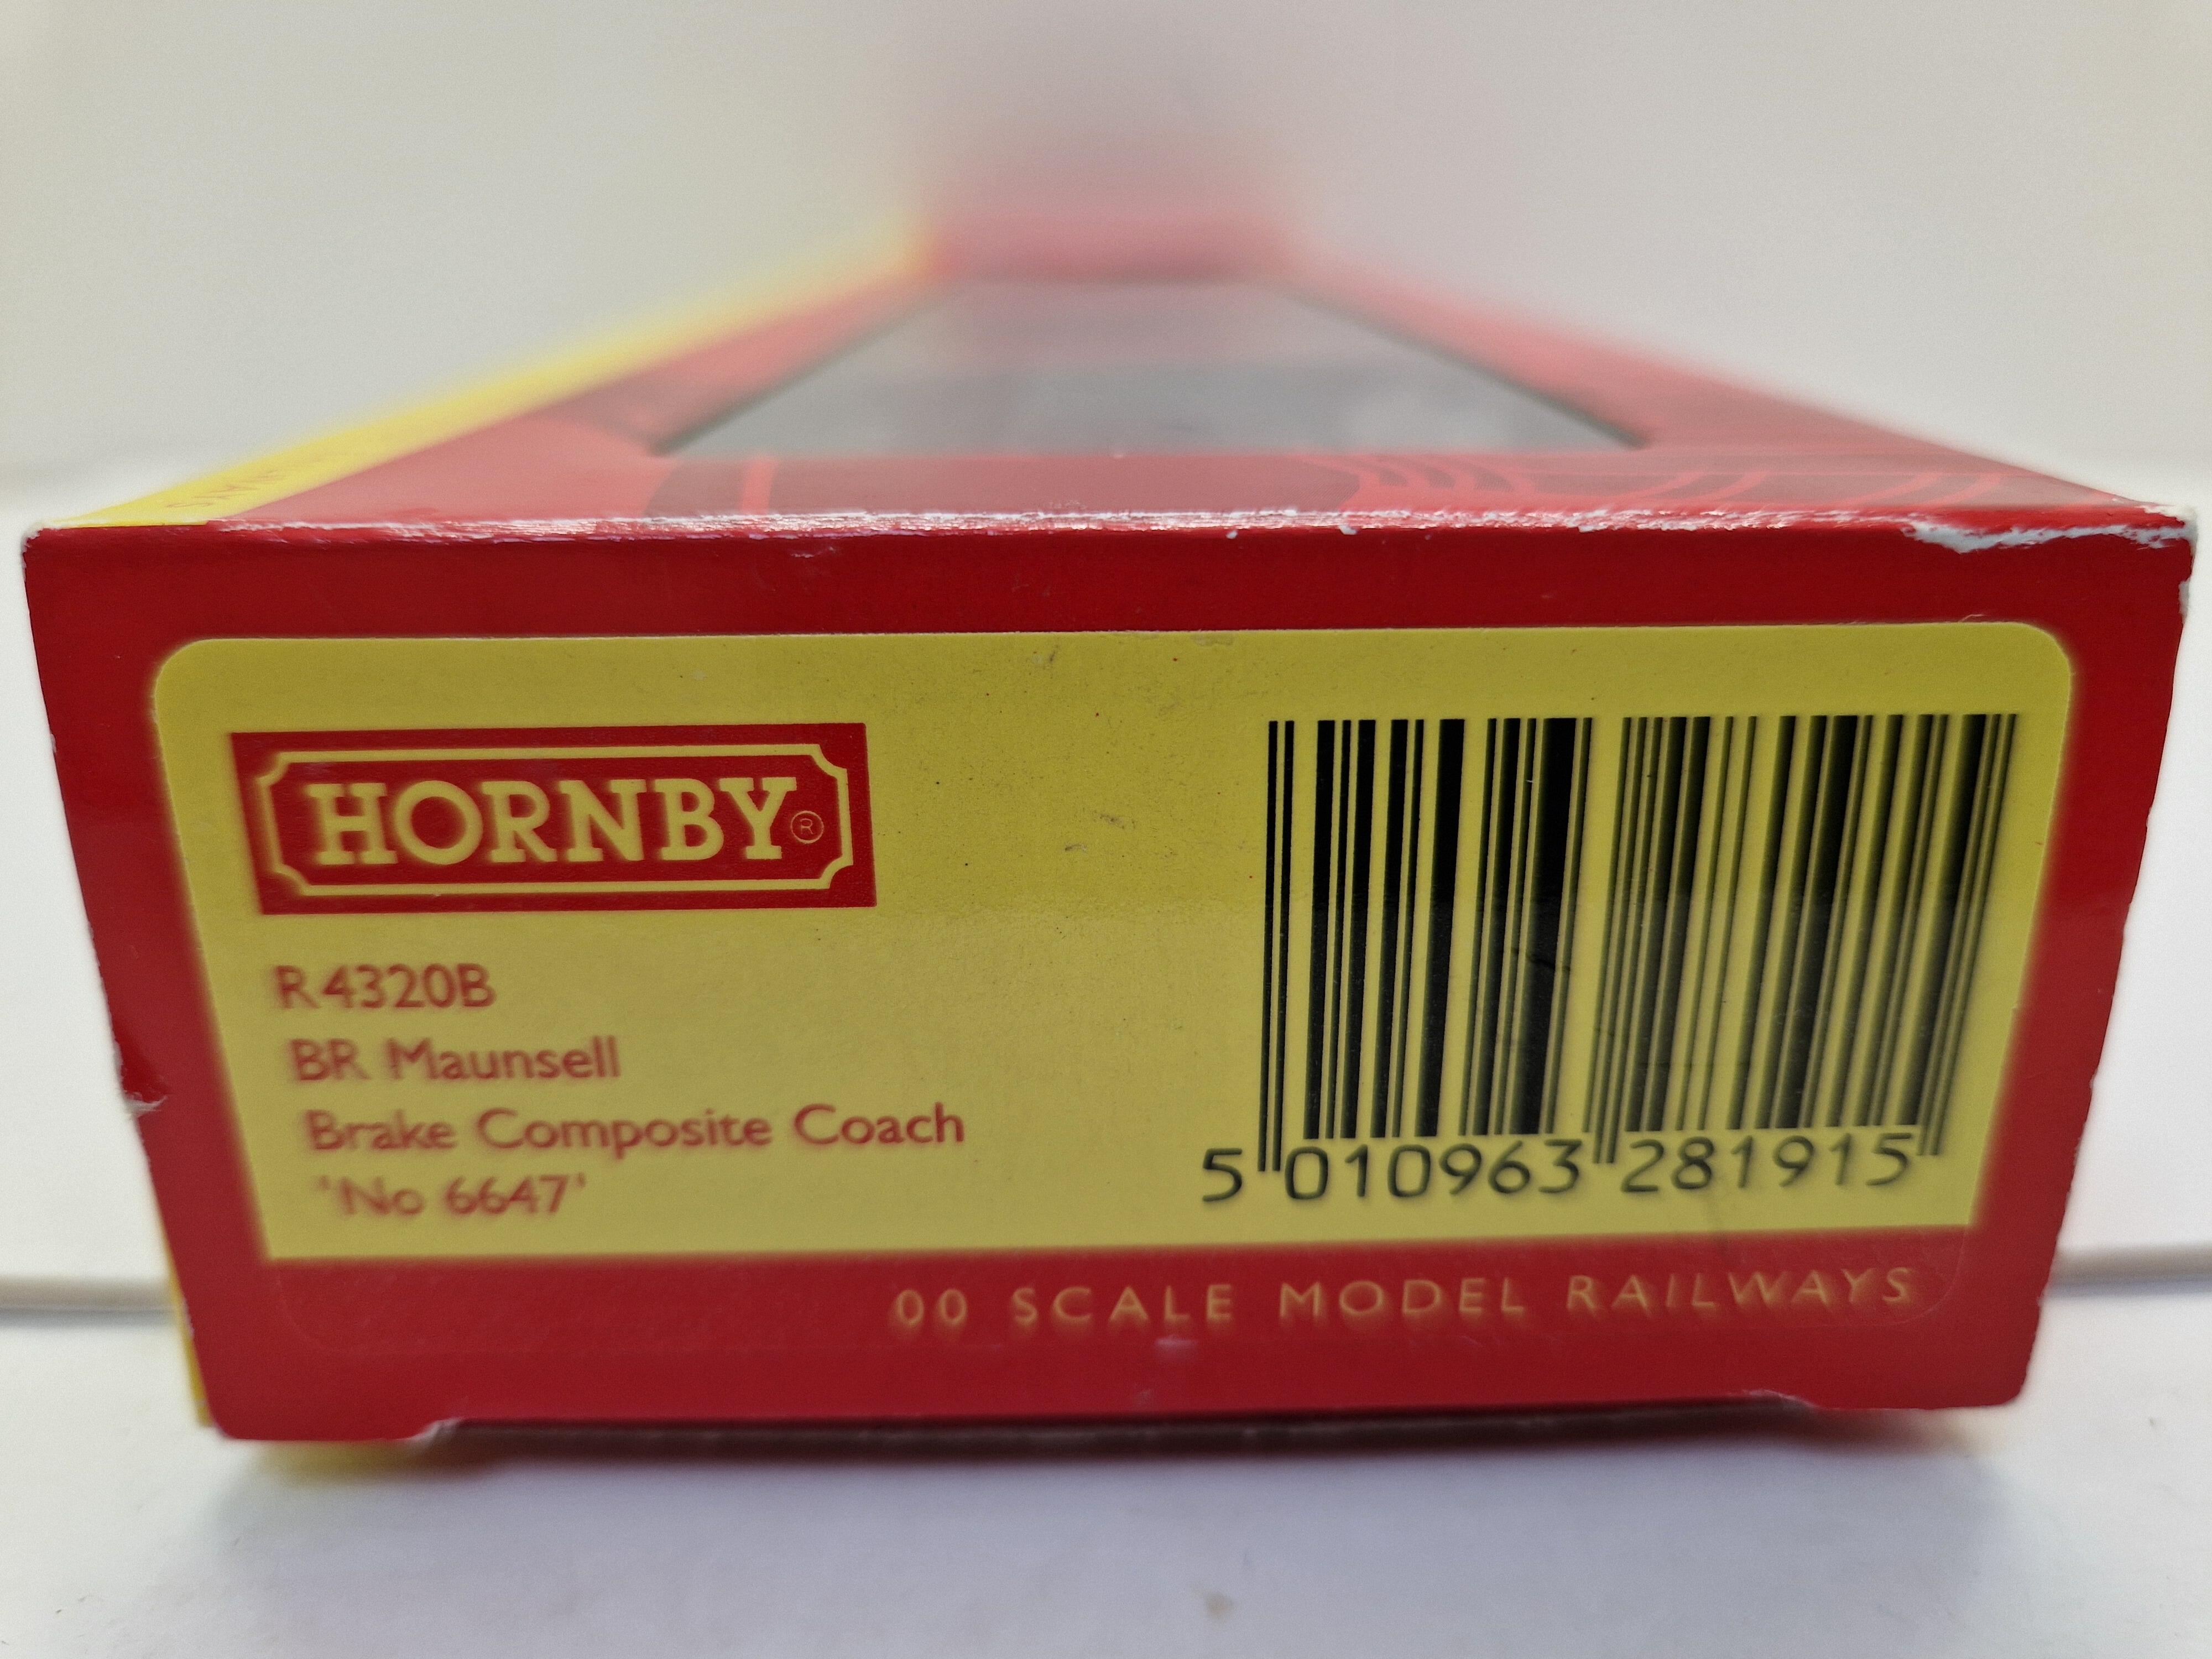 HORNBY®
R4320B
BR Maunsell
Brake Composite Coach
'No 6647'
5 010963 281915
00 SCALE MODEL RAILWAYS